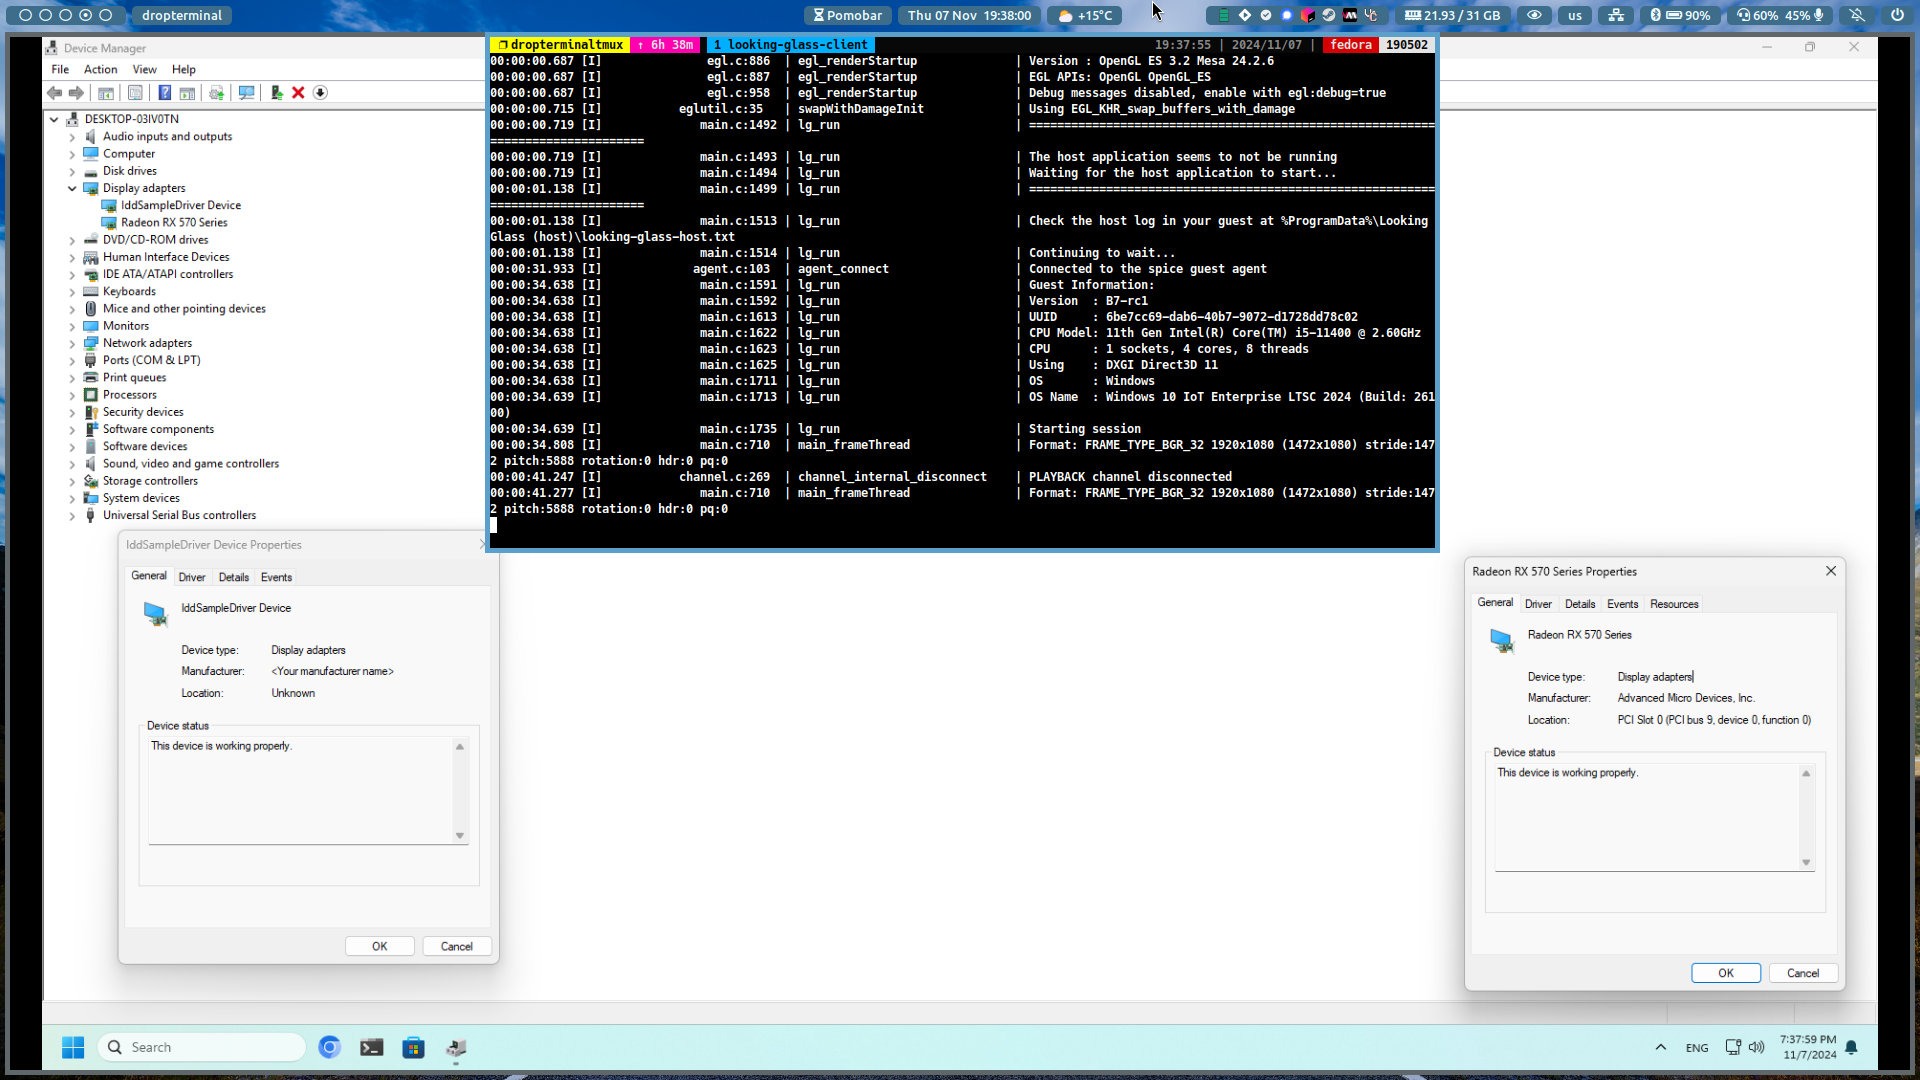 dropterminal
Pomobar
Thu 07 Nov 19:38:00
+15°C
21.93 / 31 GB
us
90%
60% 45%
Device Manager
File Action View Help
DESKTOP-03IV0TN
Audio inputs and outputs
Computer
Disk drives
Display adapters
IddSampleDriver Device
Radeon RX 570 Series
DVD/CD-ROM drives
Human Interface Devices
IDE ATA/ATAPI controllers
Keyboards
Mice and other pointing devices
Monitors
Network adapters
Ports (COM & LPT)
Print queues
Processors
Security devices
Software components
Software devices
Sound, video and game controllers
Storage controllers
System devices
Universal Serial Bus controllers
dropterminaltmux ↑ 6h 38m 1 looking-glass-client 19:37:55 | 2024/11/07 | fedora 190502
00:00:00.687 [I] egl.c:886 | egl_renderStartup | Version : OpenGL ES 3.2 Mesa 24.2.6
00:00:00.687 [I] egl.c:887 | egl_renderStartup | EGL APIs: OpenGL OpenGL_ES
00:00:00.687 [I] egl.c:958 | egl_renderStartup | Debug messages disabled, enable with egl:debug=true
00:00:00.715 [I] eglutil.c:35 | swapWithDamageInit | Using EGL_KHR_swap_buffers_with_damage
00:00:00.719 [I] main.c:1492 | lg_run | ==========================================================
======================
00:00:00.719 [I] main.c:1493 | lg_run | The host application seems to not be running
00:00:00.719 [I] main.c:1494 | lg_run | Waiting for the host application to start...
00:00:01.138 [I] main.c:1499 | lg_run | ==========================================================
======================
00:00:01.138 [I] main.c:1513 | lg_run | Check the host log in your guest at %ProgramData%\Looking
Glass (host)\looking-glass-host.txt
00:00:01.138 [I] main.c:1514 | lg_run | Continuing to wait...
00:00:31.933 [I] agent.c:103 | agent_connect | Connected to the spice guest agent
00:00:34.638 [I] main.c:1591 | lg_run | Guest Information:
00:00:34.638 [I] main.c:1592 | lg_run | Version : B7-rc1
00:00:34.638 [I] main.c:1613 | lg_run | UUID : 6be7cc69-dab6-40b7-9072-d1728dd78c02
00:00:34.638 [I] main.c:1622 | lg_run | CPU Model: 11th Gen Intel(R) Core(TM) i5-11400 @ 2.60GHz
00:00:34.638 [I] main.c:1623 | lg_run | CPU : 1 sockets, 4 cores, 8 threads
00:00:34.638 [I] main.c:1625 | lg_run | Using : DXGI Direct3D 11
00:00:34.638 [I] main.c:1711 | lg_run | OS : Windows
00:00:34.639 [I] main.c:1713 | lg_run | OS Name : Windows 10 IoT Enterprise LTSC 2024 (Build: 261
00)
00:00:34.639 [I] main.c:1735 | lg_run | Starting session
00:00:34.808 [I] main.c:710 | main_frameThread | Format: FRAME_TYPE_BGR_32 1920x1080 (1472x1080) stride:147
2 pitch:5888 rotation:0 hdr:0 pq:0
00:00:41.247 [I] channel.c:269 | channel_internal_disconnect | PLAYBACK channel disconnected
00:00:41.277 [I] main.c:710 | main_frameThread | Format: FRAME_TYPE_BGR_32 1920x1080 (1472x1080) stride:147
2 pitch:5888 rotation:0 hdr:0 pq:0
IddSampleDriver Device Properties
General Driver Details Events
IddSampleDriver Device
Device type: Display adapters
Manufacturer: <Your manufacturer name>
Location: Unknown
Device status
This device is working properly.
OK Cancel
Radeon RX 570 Series Properties
General Driver Details Events Resources
Radeon RX 570 Series
Device type: Display adapters
Manufacturer: Advanced Micro Devices, Inc.
Location: PCI Slot 0 (PCI bus 9, device 0, function 0)
Device status
This device is working properly.
OK Cancel
Search
ENG
7:37:59 PM
11/7/2024